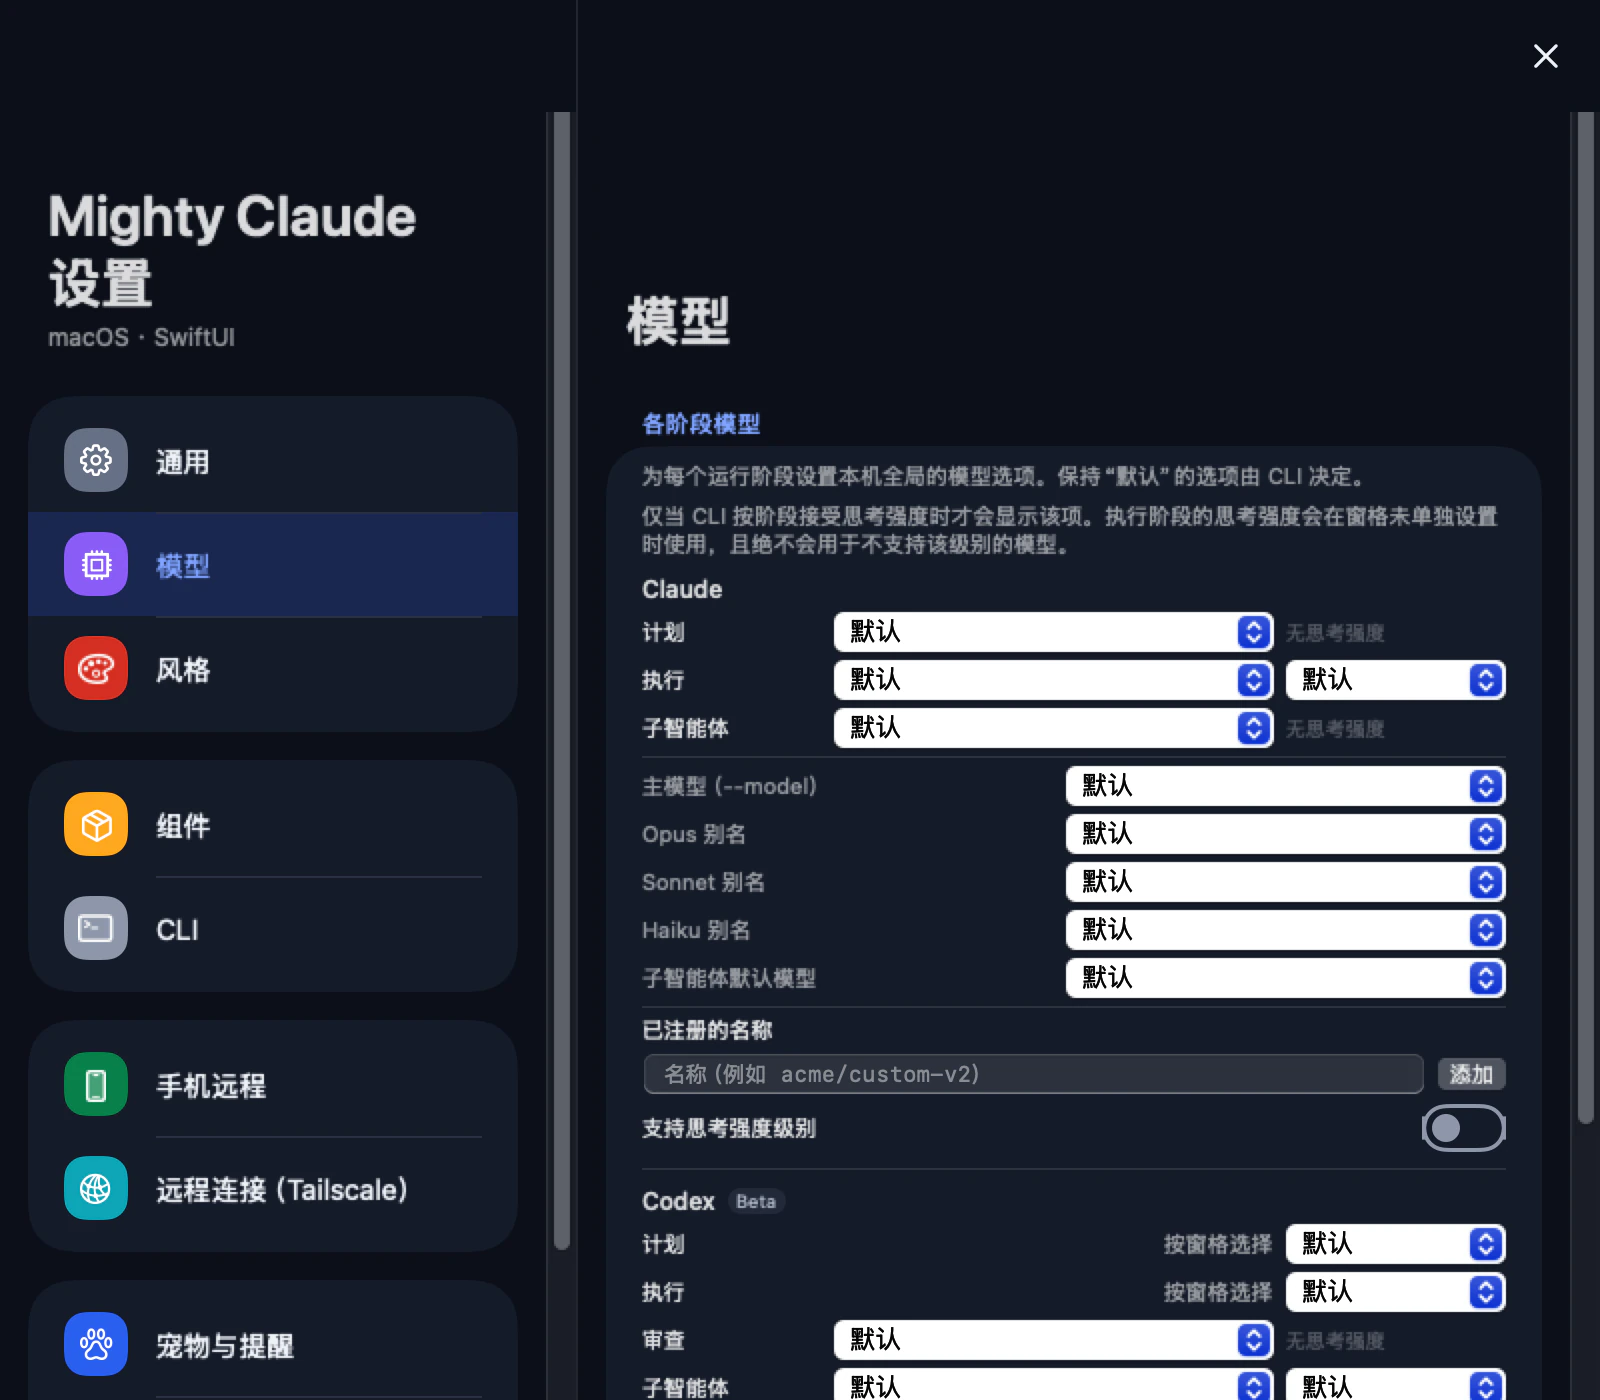 Mighty Claude
设置
macOS · SwiftUI
通用
模型
风格
组件
CLI
手机远程
远程连接 (Tailscale)
宠物与提醒
模型
各阶段模型
为每个运行阶段设置本机全局的模型选项。保持“默认”的选项由 CLI 决定。
仅当 CLI 按阶段接受思考强度时才会显示该项。执行阶段的思考强度会在窗格未单独设置
时使用，且绝不会用于不支持该级别的模型。
Claude
计划 默认 无思考强度
执行 默认 默认
子智能体 默认 无思考强度
主模型 (--model) 默认
Opus 别名 默认
Sonnet 别名 默认
Haiku 别名 默认
子智能体默认模型 默认
已注册的名称
名称 (例如 acme/custom-v2) 添加
支持思考强度级别
Codex Beta
计划 按窗格选择 默认
执行 按窗格选择 默认
审查 默认 无思考强度
子智能体 默认 默认